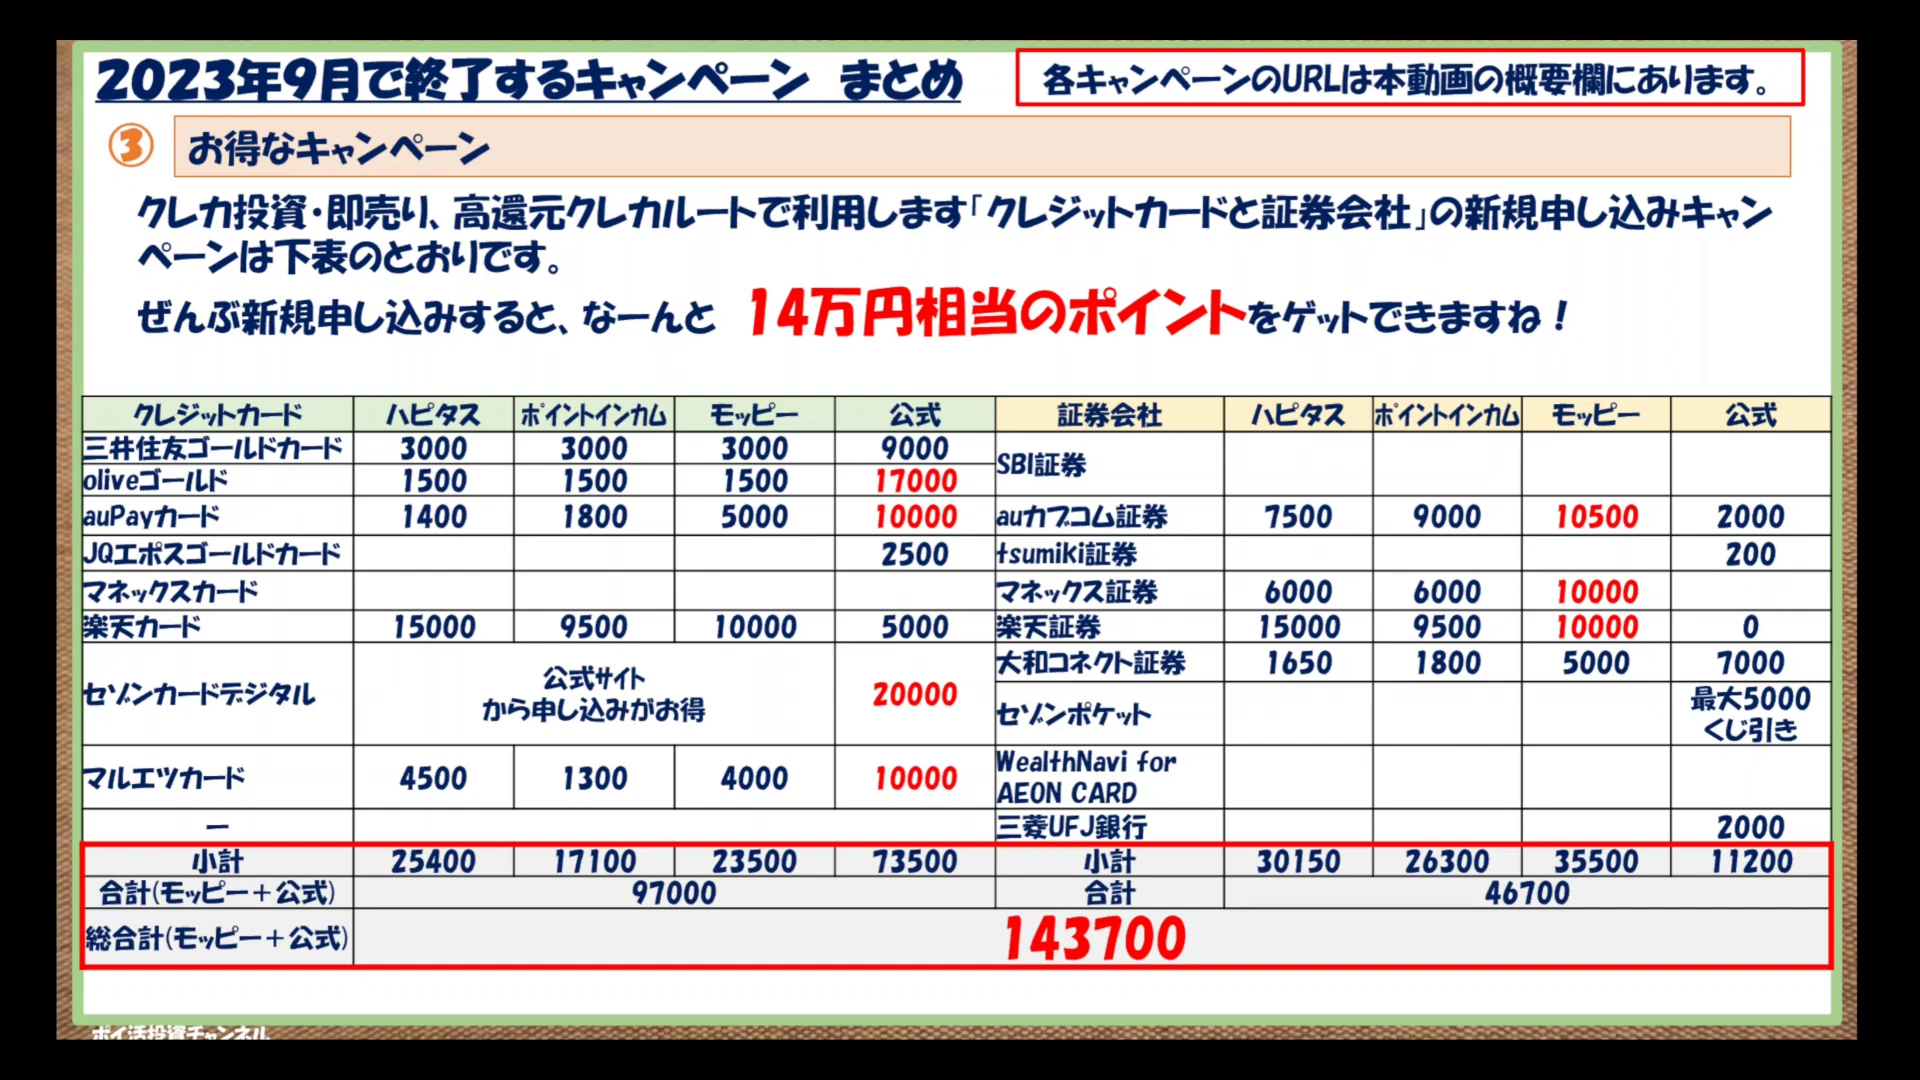 2023年9月で終了するキャンペーン　まとめ
各キャンペーンのURLは本動画の概要欄にあります。
③
お得なキャンペーン
クレカ投資・即売り、高還元クレカルートで利用します「クレジットカードと証券会社」の新規申し込みキャン
ペーンは下表のとおりです。
ぜんぶ新規申し込みすると、なーんと 14万円相当のポイントをゲットできますね！
クレジットカード ハピタス ポイントインカム モッピー 公式 証券会社 ハピタス ポイントインカム モッピー 公式
三井住友ゴールドカード 3000 3000 3000 9000
SBI証券
oliveゴールド 1500 1500 1500 17000
auPayカード 1400 1800 5000 10000 auカブコム証券 7500 9000 10500 2000
JQエポスゴールドカード 2500 tsumiki証券 200
マネックスカード マネックス証券 6000 6000 10000
楽天カード 15000 9500 10000 5000 楽天証券 15000 9500 10000 0
大和コネクト証券 1650 1800 5000 7000
セゾンカードデジタル
公式サイト
から申し込みがお得
20000
セゾンポケット
最大5000
くじ引き
マルエツカード 4500 1300 4000 10000
WealthNavi for
AEON CARD
ー 三菱UFJ銀行 2000
小計 25400 17100 23500 73500 小計 30150 26300 35500 11200
合計(モッピー＋公式) 97000 合計 46700
総合計(モッピー＋公式) 143700
ポイ活投資チャンネル